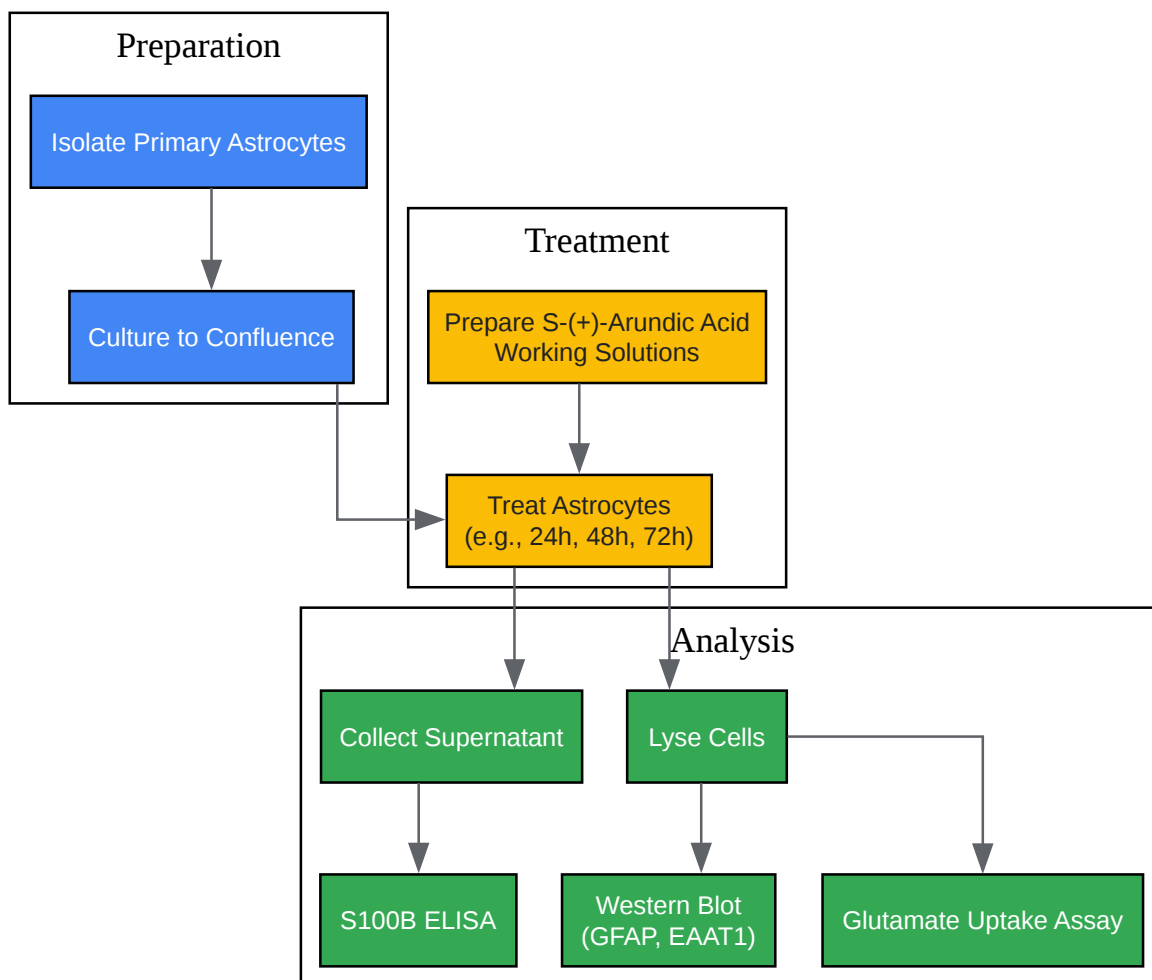 Preparation
Isolate Primary Astrocytes
Culture to Confluence
Treatment
Prepare S-(+)-Arundic Acid
Working Solutions
Treat Astrocytes
(e.g., 24h, 48h, 72h)
Analysis
Collect Supernatant
Lyse Cells
S100B ELISA
Western Blot
(GFAP, EAAT1)
Glutamate Uptake Assay